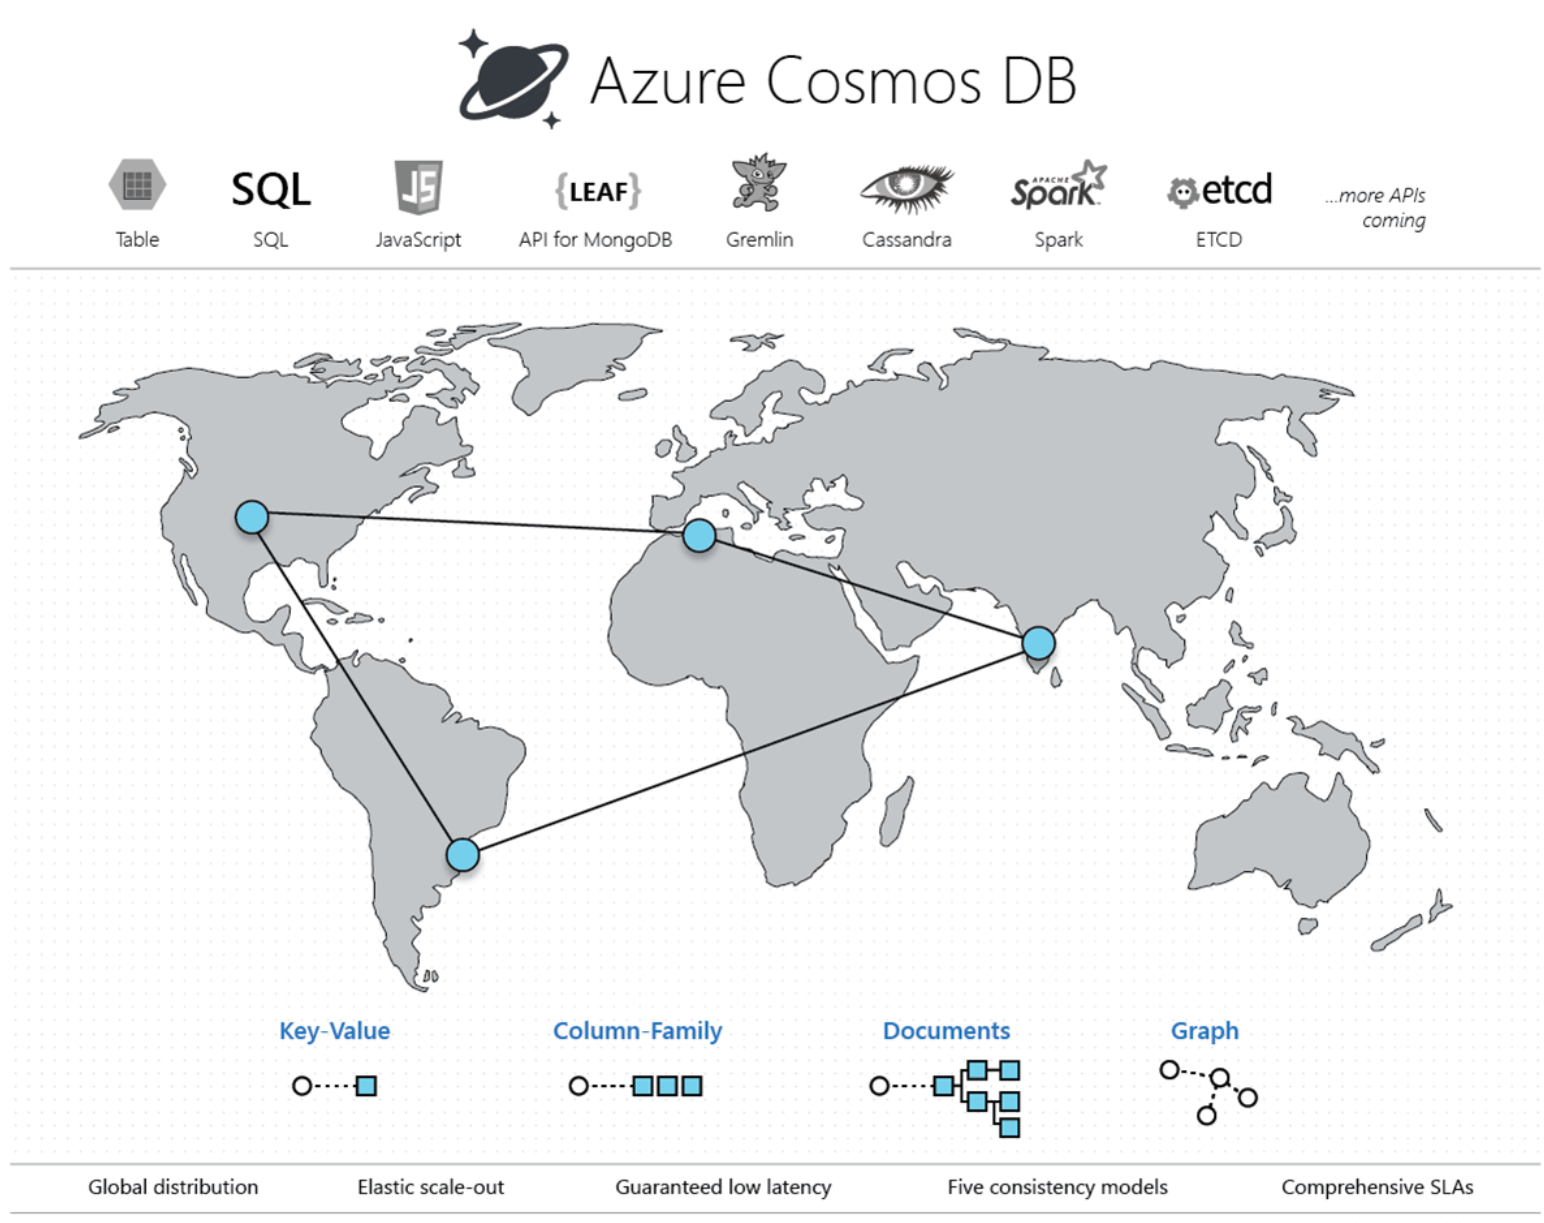 Azure Cosmos DB
SQL
JS
{LEAF}
APACHE
Spark
etcd
...more APIs
coming
Table
SQL
JavaScript
API for MongoDB
Gremlin
Cassandra
Spark
ETCD
Key-Value
Column-Family
Documents
Graph
Global distribution
Elastic scale-out
Guaranteed low latency
Five consistency models
Comprehensive SLAs